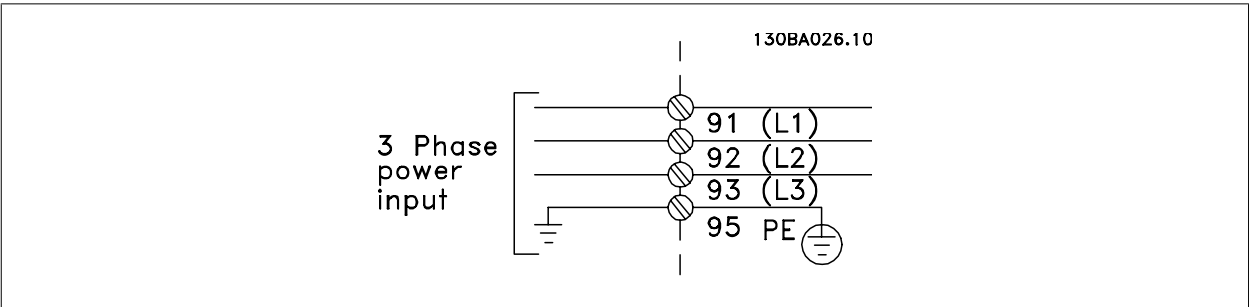 130BA026.10
3 Phase
power
input
91 (L1)
92 (L2)
93 (L3)
95 PE